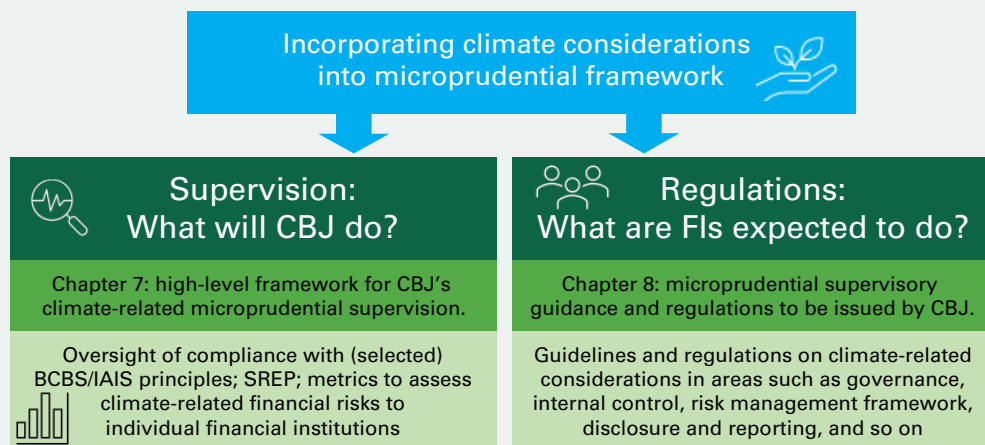 Incorporating climate considerations
into microprudential framework
Supervision:
What will CBJ do?
Chapter 7: high-level framework for CBJ’s
climate-related microprudential supervision.
Oversight of compliance with (selected)
BCBS/IAIS principles; SREP; metrics to assess
climate-related financial risks to
individual financial institutions
Regulations:
What are FIs expected to do?
Chapter 8: microprudential supervisory
guidance and regulations to be issued by CBJ.
Guidelines and regulations on climate-related
considerations in areas such as governance,
internal control, risk management framework,
disclosure and reporting, and so on